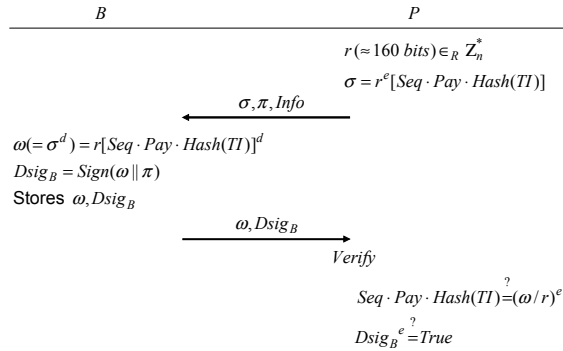 B P
r(≈160 bits)∈_R Z_n^*
σ = r^e[Seq·Pay·Hash(TI)]
σ,π,Info
ω(=σ^d) = r[Seq·Pay·Hash(TI)]^d
Dsig_B = Sign(ω||π)
Stores ω,Dsig_B
ω,Dsig_B
Verify
Seq·Pay·Hash(TI)=^?(ω/r)^e
Dsig_B^e =^? True